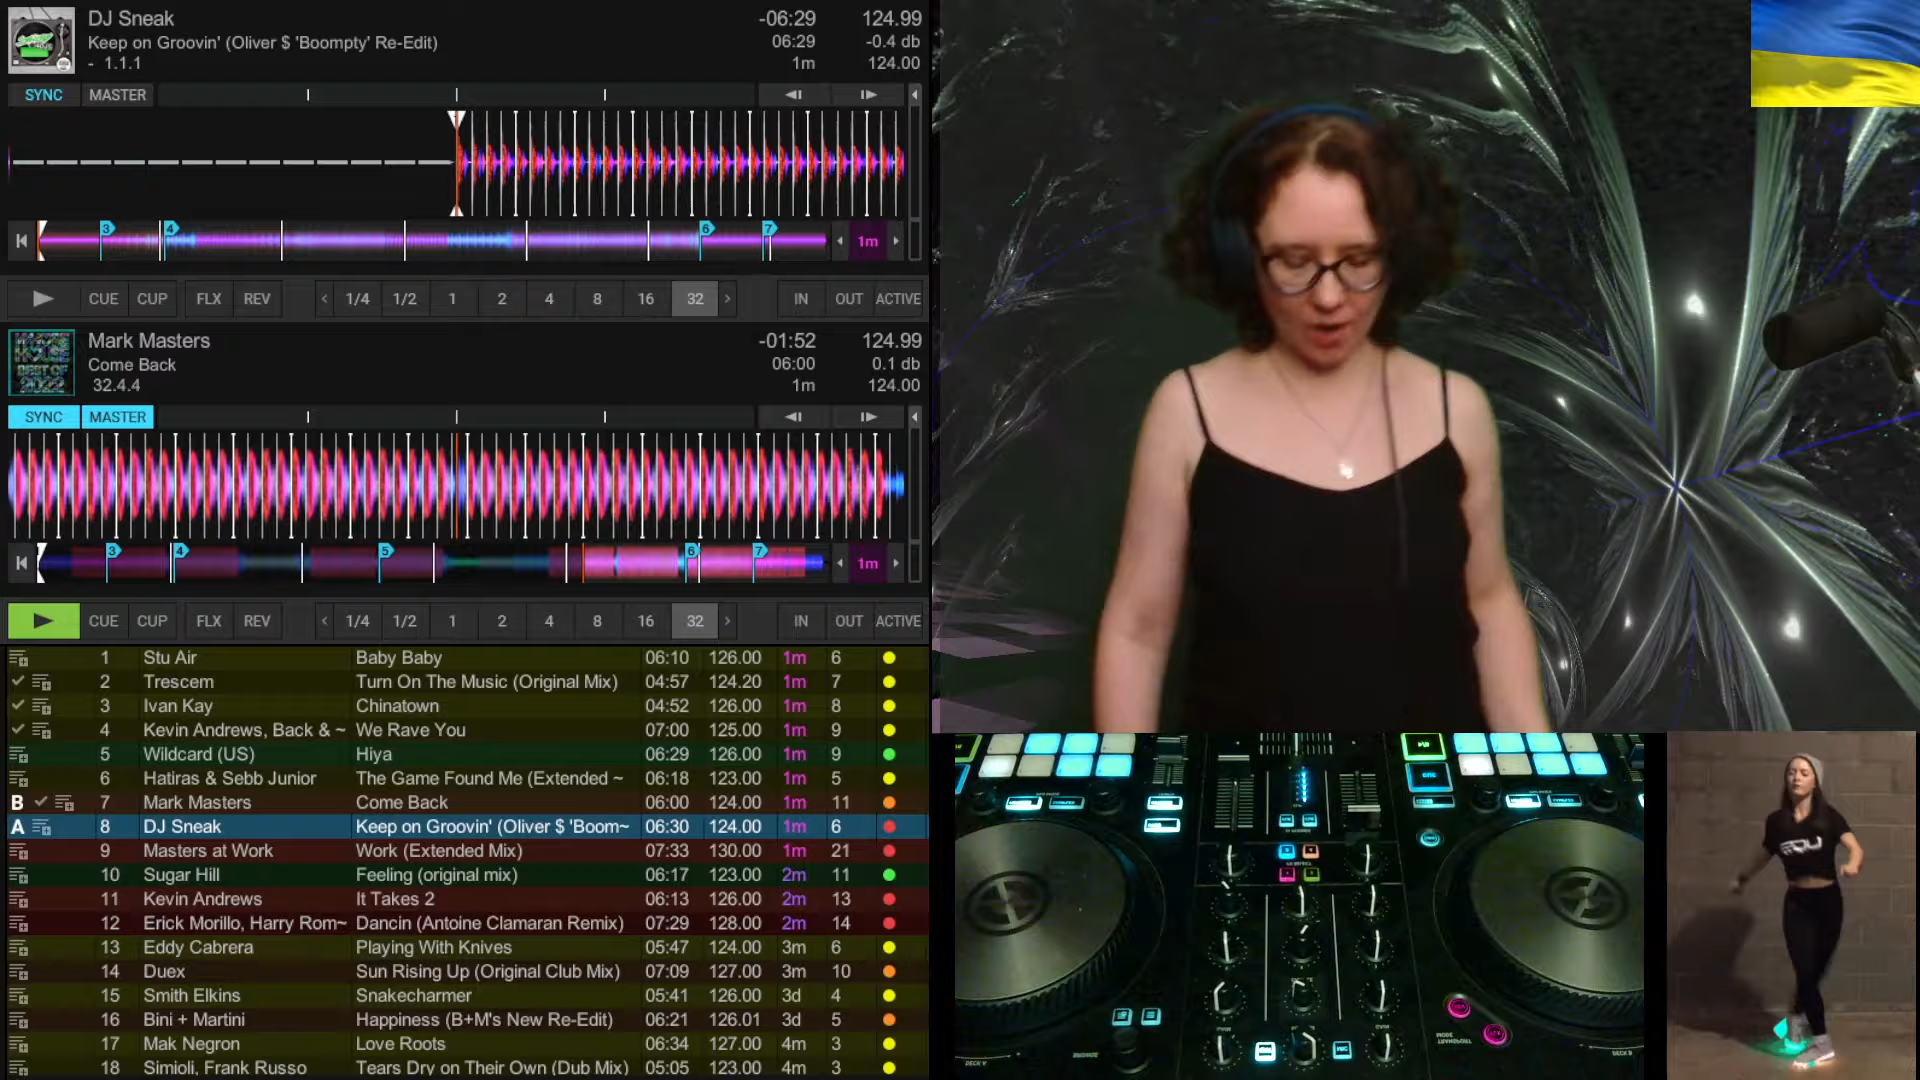 DJ Sneak -06:29 124.99
Keep on Groovin' (Oliver $ 'Boompty' Re-Edit) 06:29 -0.4 db
- 1.1.1 1m 124.00
SYNC MASTER
3 4 6 7 1m
CUE CUP FLX REV 1/4 1/2 1 2 4 8 16 32 IN OUT ACTIVE
Mark Masters -01:52 124.99
Come Back 06:00 0.1 db
32.4.4 1m 124.00
SYNC MASTER
3 4 5 6 7 1m
CUE CUP FLX REV 1/4 1/2 1 2 4 8 16 32 IN OUT ACTIVE
1 Stu Air Baby Baby 06:10 126.00 1m 6
2 Trescem Turn On The Music (Original Mix) 04:57 124.20 1m 7
3 Ivan Kay Chinatown 04:52 126.00 1m 8
4 Kevin Andrews, Back & ~ We Rave You 07:00 125.00 1m 9
5 Wildcard (US) Hiya 06:29 126.00 1m 9
6 Hatiras & Sebb Junior The Game Found Me (Extended ~ 06:18 123.00 1m 5
B 7 Mark Masters Come Back 06:00 124.00 1m 11
A 8 DJ Sneak Keep on Groovin' (Oliver $ 'Boom~ 06:30 124.00 1m 6
9 Masters at Work Work (Extended Mix) 07:33 130.00 1m 21
10 Sugar Hill Feeling (original mix) 06:17 123.00 2m 11
11 Kevin Andrews It Takes 2 06:13 126.00 2m 13
12 Erick Morillo, Harry Rom~ Dancin (Antoine Clamaran Remix) 07:29 128.00 2m 14
13 Eddy Cabrera Playing With Knives 05:47 124.00 3m 6
14 Duex Sun Rising Up (Original Club Mix) 07:09 127.00 3m 10
15 Smith Elkins Snakecharmer 05:41 126.00 3d 4
16 Bini + Martini Happiness (B+M's New Re-Edit) 06:21 126.01 3d 5
17 Mak Negron Love Roots 06:34 127.00 4m 3
18 Simioli, Frank Russo Tears Dry on Their Own (Dub Mix) 05:05 123.00 4m 3